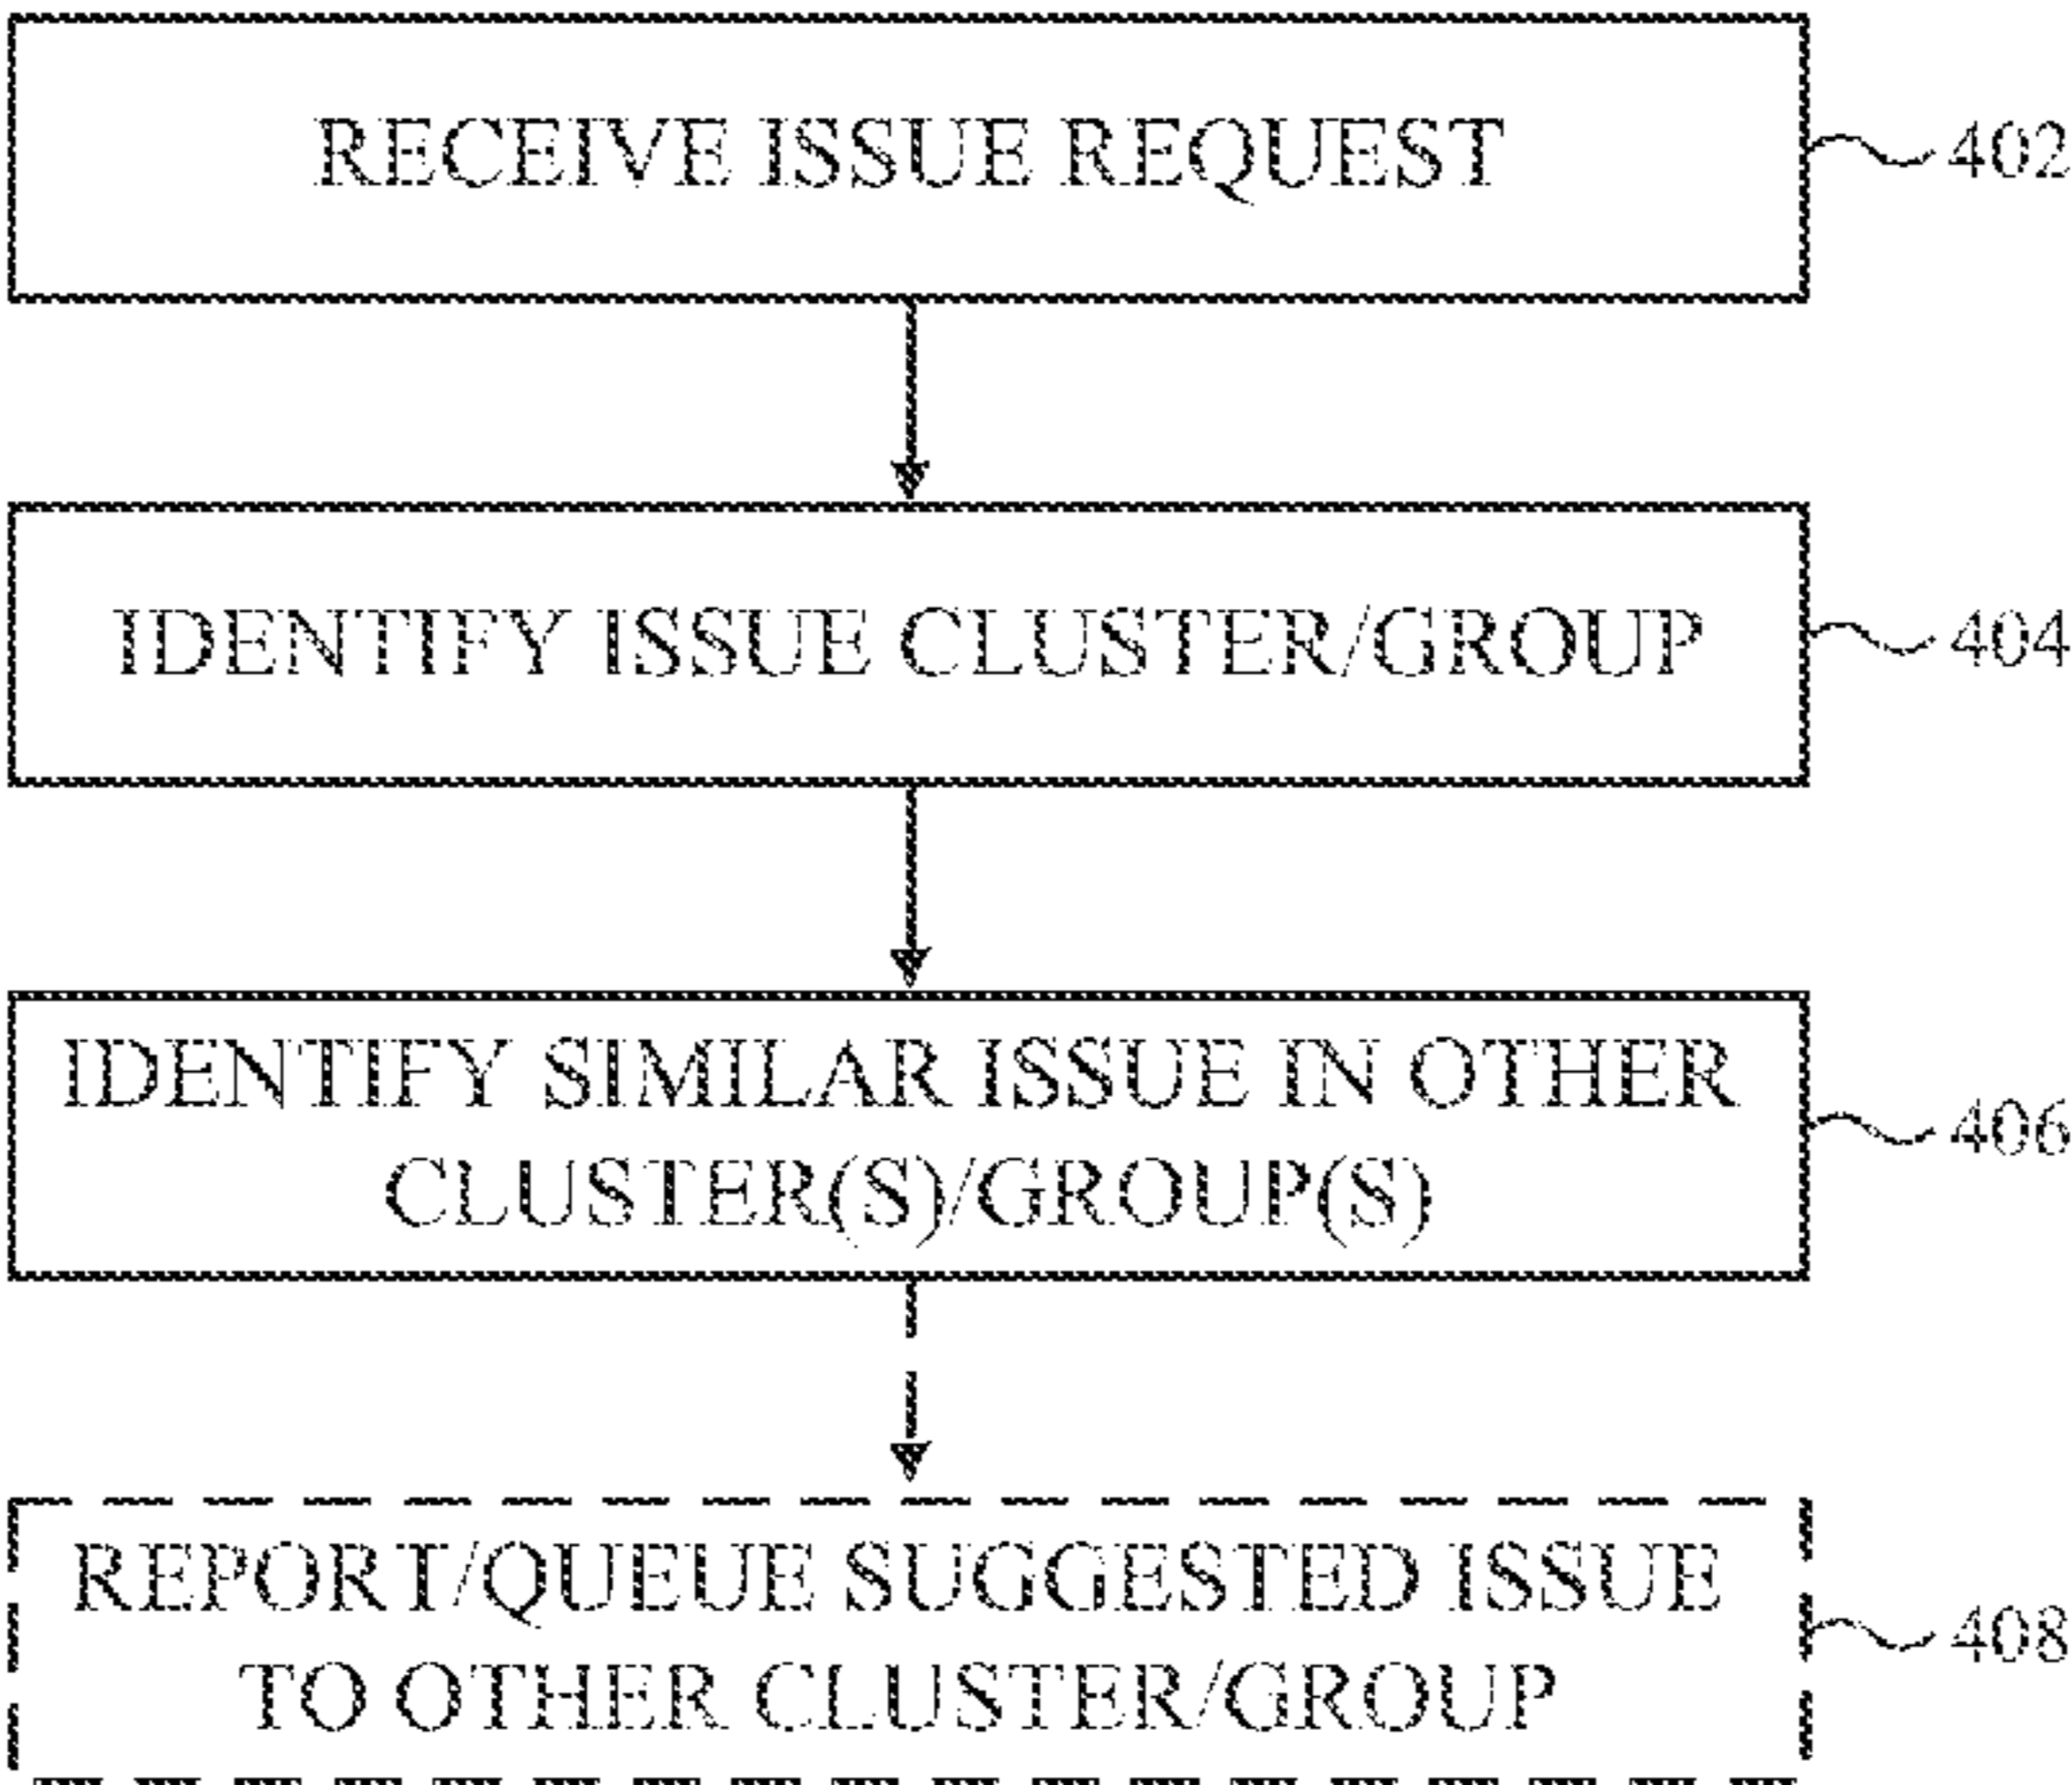 RECEIVE ISSUE REQUEST
402
IDENTIFY ISSUE CLUSTER/GROUP
404
IDENTIFY SIMILAR ISSUE IN OTHER
CLUSTER(S)/GROUP(S)
406
REPORT/QUEUE SUGGESTED ISSUE
TO OTHER CLUSTER/GROUP
408